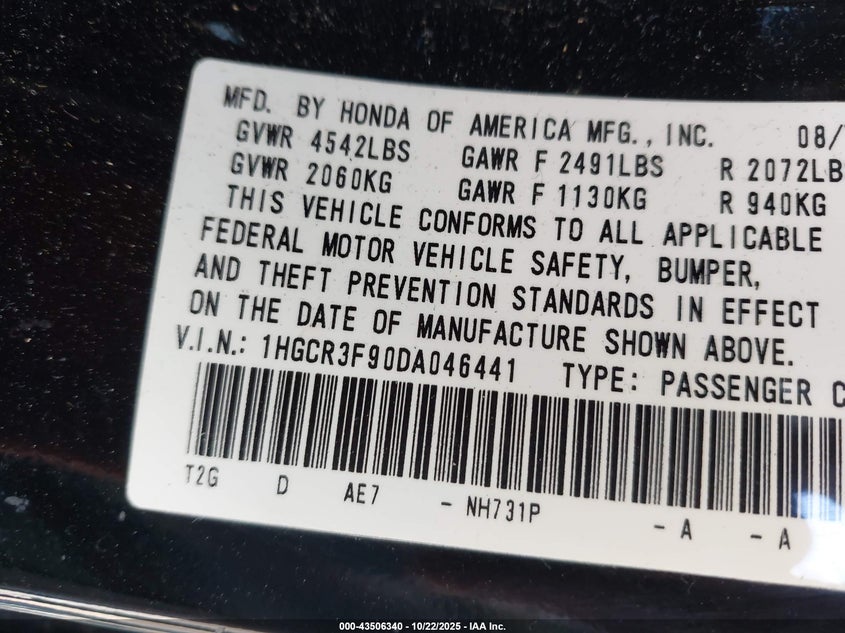 MFD. BY HONDA OF AMERICA MFG., INC. 08/
GVWR 4542LBS GAWR F 2491LBS R 2072LB
GVWR 2060KG GAWR F 1130KG R 940KG
THIS VEHICLE CONFORMS TO ALL APPLICABLE
FEDERAL MOTOR VEHICLE SAFETY, BUMPER,
AND THEFT PREVENTION STANDARDS IN EFFECT
ON THE DATE OF MANUFACTURE SHOWN ABOVE.
V.I.N.: 1HGCR3F90DA046441 TYPE: PASSENGER C
T2G D AE7 - NH731P - A - A
000-43506340 - 10/22/2025 - IAA Inc.